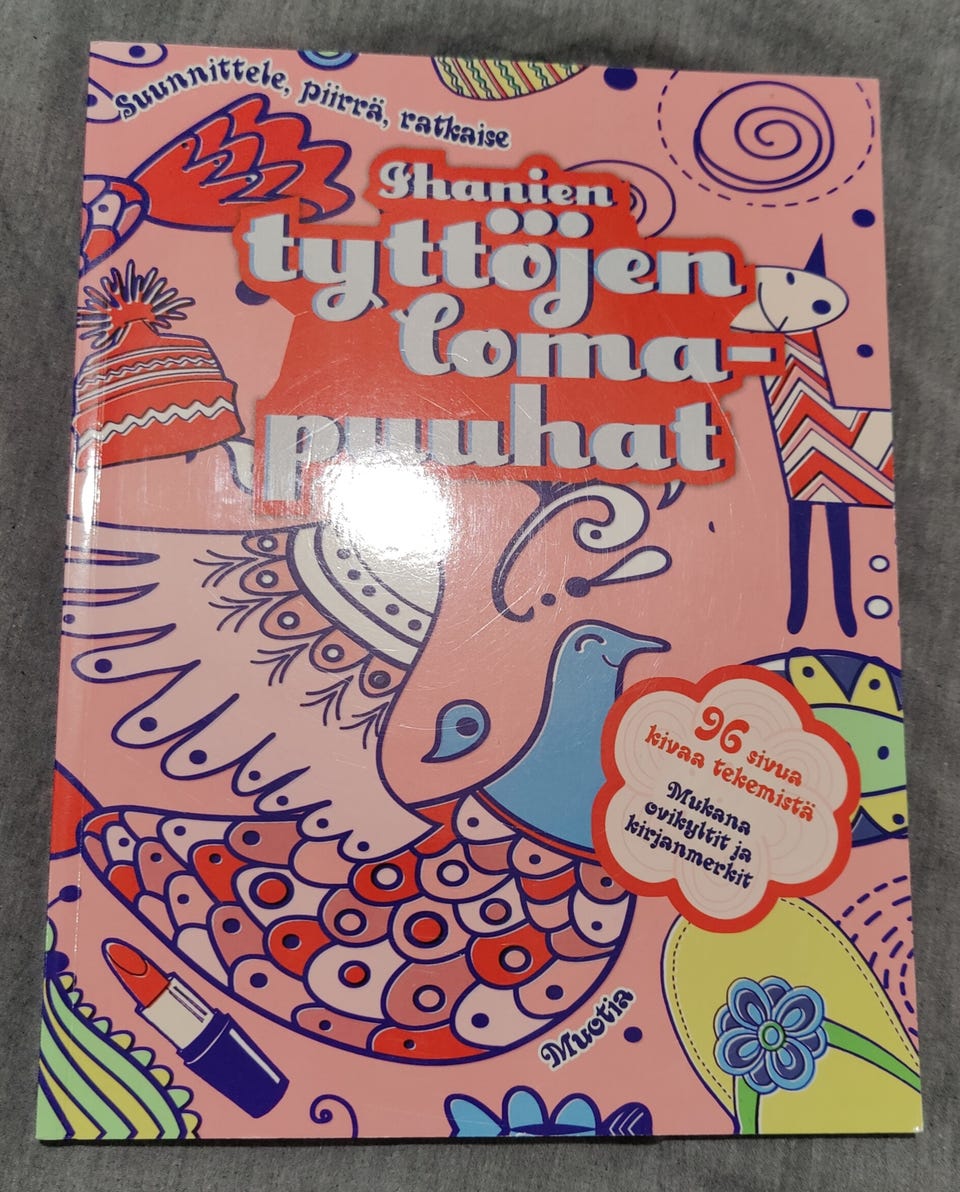 Suunnittele, piirrä, ratkaise
Ihanien
tyttöjen
loma-
puuhat
96 sivua
kivaa tekemistä
Mukana
ovikyltit ja
kirjanmerkit
Muotia